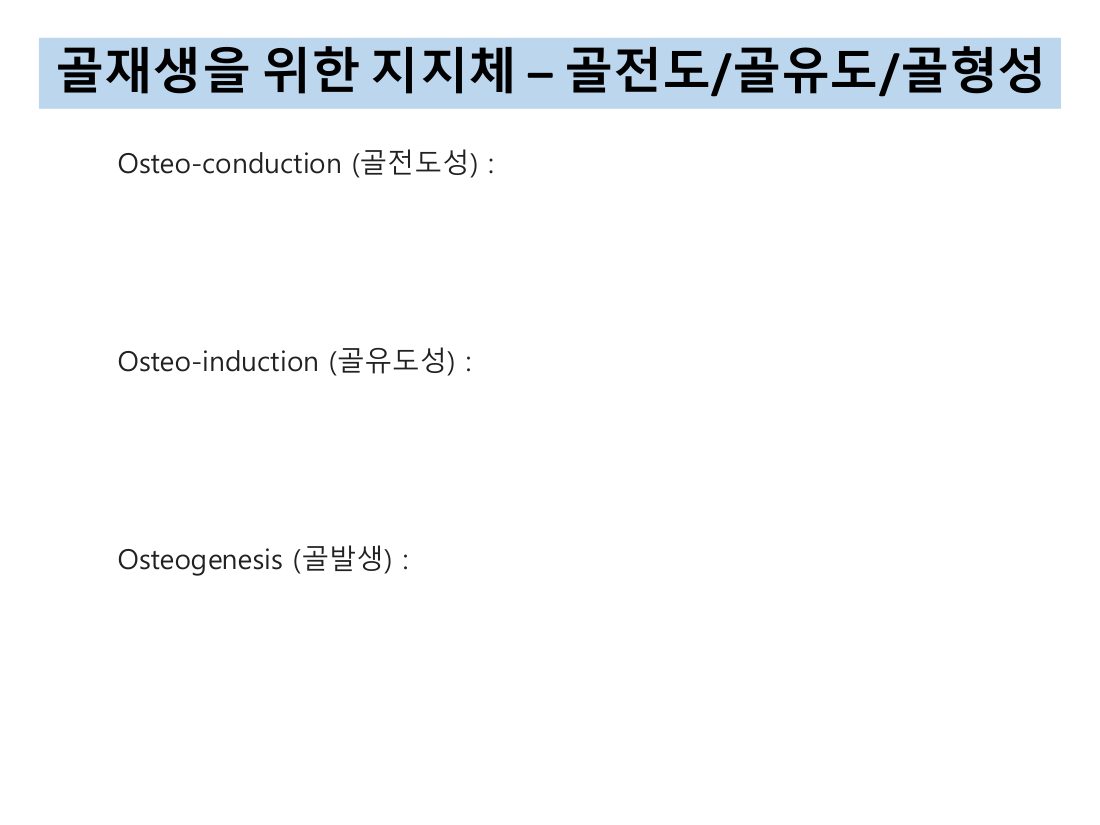 골재생을 위한 지지체 – 골전도/골유도/골형성
Osteo-conduction (골전도성) :
Osteo-induction (골유도성) :
Osteogenesis (골발생) :